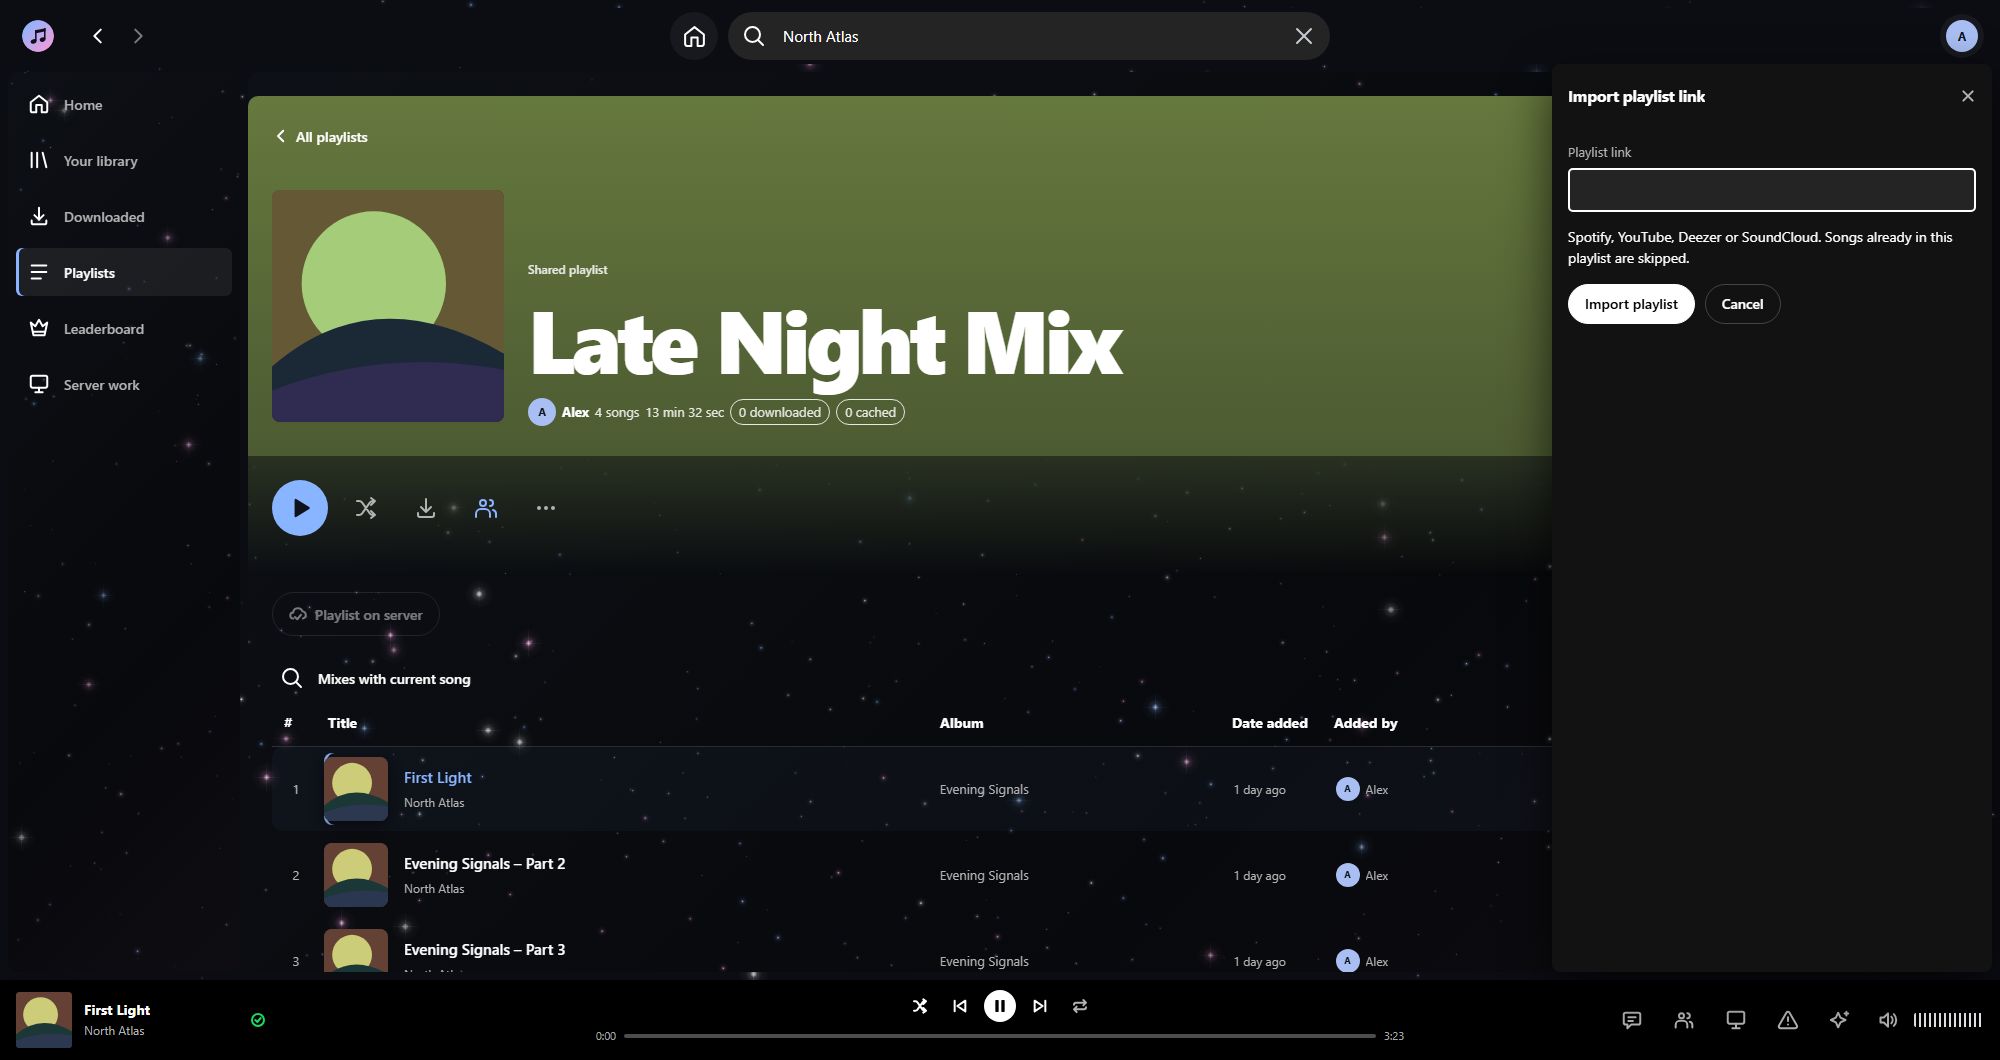 North Atlas
A
Home
Your library
Downloaded
Playlists
Leaderboard
Server work
All playlists
Shared playlist
Late Night Mix
A Alex 4 songs 13 min 32 sec 0 downloaded 0 cached
Playlist on server
Mixes with current song
# Title Album Date added Added by
1 First Light Evening Signals 1 day ago A Alex
North Atlas
2 Evening Signals – Part 2 Evening Signals 1 day ago A Alex
North Atlas
3 Evening Signals – Part 3 Evening Signals 1 day ago A Alex
Import playlist link
Playlist link
Spotify, YouTube, Deezer or SoundCloud. Songs already in this
playlist are skipped.
Import playlist Cancel
First Light
North Atlas
0:00 3:23